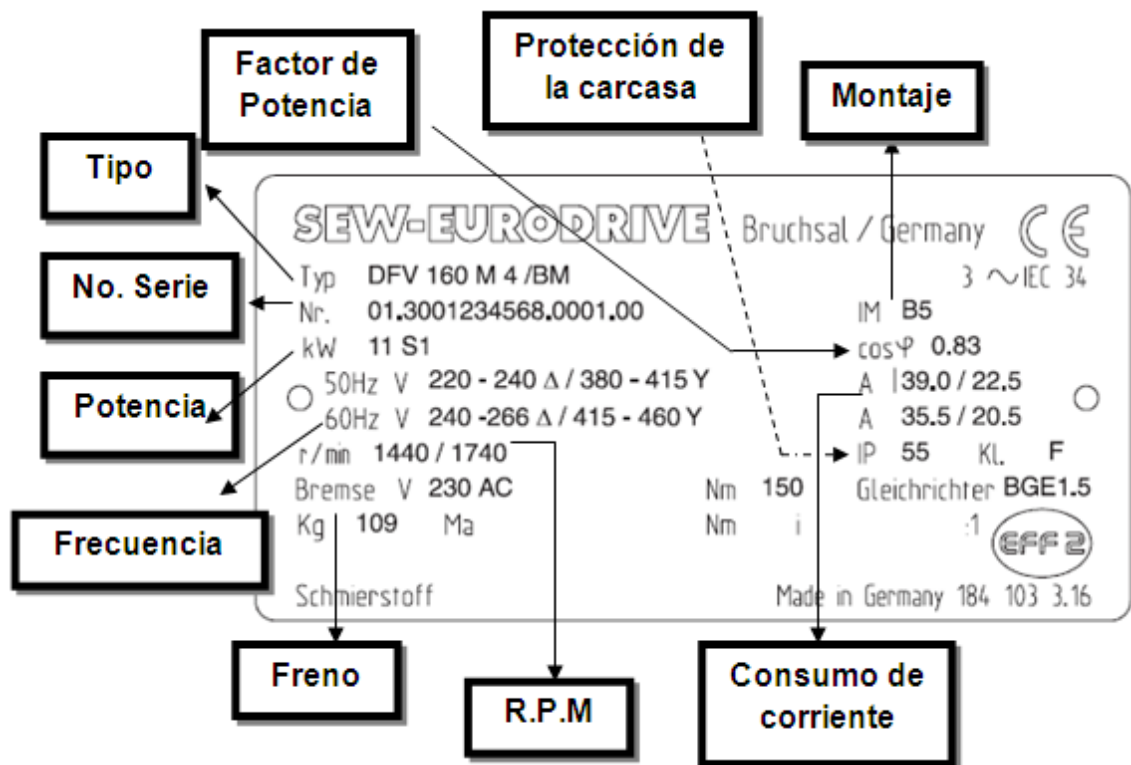 Factor de
Potencia
Protección de
la carcasa
Montaje
Tipo
No. Serie
Potencia
Frecuencia
SEW-EURODRIVE Bruchsal / Germany CE
3 ~ IEC 34
Typ DFV 160 M 4 /BM
Nr. 01.3001234568.0001.00 IM B5
kW 11 S1 cosφ 0.83
50Hz V 220 - 240 Δ / 380 - 415 Y A 39.0 / 22.5
60Hz V 240 -266 Δ / 415 - 460 Y A 35.5 / 20.5
r/min 1440 / 1740 IP 55 Kl. F
Bremse V 230 AC Nm 150 Gleichrichter BGE1.5
Kg 109 Ma Nm i :1
EFF 2
Schmierstoff Made in Germany 184 103 3.16
Freno
R.P.M
Consumo de
corriente